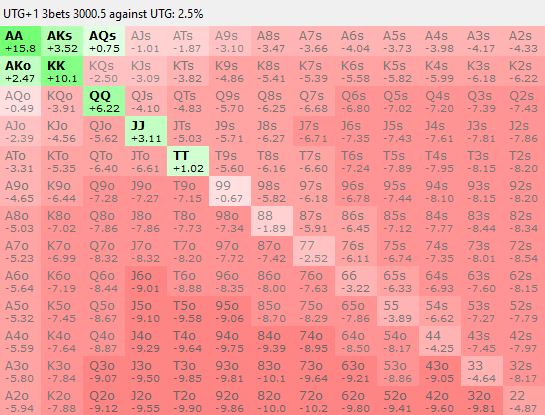 UTG+1 3bets 3000.5 against UTG: 2.5%
AA AKs AQs AJs ATs A9s A8s A7s A6s A5s A4s A3s A2s
+15.8 +3.52 +0.75 -1.01 -1.87 -3.10 -3.47 -3.66 -4.04 -3.73 -3.98 -4.17 -4.33
AKo KK KQs KJs KTs K9s K8s K7s K6s K5s K4s K3s K2s
+2.47 +10.1 -2.50 -3.09 -3.82 -4.86 -5.41 -5.39 -5.58 -5.82 -5.99 -6.18 -6.22
AQo KQo QQ QJs QTs Q9s Q8s Q7s Q6s Q5s Q4s Q3s Q2s
-0.49 -3.91 +6.22 -4.10 -4.83 -5.70 -6.25 -6.68 -6.80 -7.02 -7.20 -7.39 -7.43
AJo KJo QJo JJ JTs J9s J8s J7s J6s J5s J4s J3s J2s
-2.39 -4.56 -5.62 +3.11 -5.03 -5.71 -6.27 -6.71 -7.35 -7.43 -7.61 -7.81 -7.86
ATo KTo QTo JTo TT T9s T8s T7s T6s T5s T4s T3s T2s
-3.31 -5.35 -6.40 -6.61 +1.02 -5.60 -6.16 -6.60 -7.24 -7.89 -7.95 -8.15 -8.20
A9o K9o Q9o J9o T9o 99 98s 97s 96s 95s 94s 93s 92s
-4.65 -6.44 -7.28 -7.27 -7.15 -0.67 -5.82 -6.18 -6.78 -7.44 -8.10 -8.15 -8.20
A8o K8o Q8o J8o T8o 98o 88 87s 86s 85s 84s 83s 82s
-5.03 -7.02 -7.86 -7.86 -7.73 -7.34 -1.89 -5.91 -6.45 -7.12 -7.77 -8.44 -8.34
A7o K7o Q7o J7o T7o 97o 87o 77 76s 75s 74s 73s 72s
-5.23 -6.99 -8.32 -8.32 -8.20 -7.72 -7.42 -2.52 -6.11 -6.74 -7.35 -8.01 -8.54
A6o K6o Q6o J6o T6o 96o 86o 76o 66 65s 64s 63s 62s
-5.64 -7.19 -8.44 -9.01 -8.88 -8.35 -8.00 -7.63 -3.22 -6.33 -6.93 -7.60 -8.15
A5o K5o Q5o J5o T5o 95o 85o 75o 65o 55 54s 53s 52s
-5.32 -7.45 -8.67 -9.10 -9.58 -9.06 -8.70 -8.29 -7.86 -3.89 -6.62 -7.27 -7.79
A4o K4o Q4o J4o T4o 94o 84o 74o 64o 54o 44 43s 42s
-5.59 -7.64 -8.87 -9.29 -9.64 -9.75 -9.39 -8.95 -8.50 -8.17 -4.25 -7.45 -7.97
A3o K3o Q3o J3o T3o 93o 83o 73o 63o 53o 43o 33 32s
-5.80 -7.84 -9.07 -9.50 -9.85 -9.81 -10.1 -9.64 -9.21 -8.86 -9.05 -4.64 -8.17
A2o K2o Q2o J2o T2o 92o 82o 72o 62o 52o 42o 32o 22
-5.94 -7.88 -9.12 -9.55 -9.90 -9.86 -10.0 -10.2 -9.80 -9.41 -9.60 -9.81 -4.87